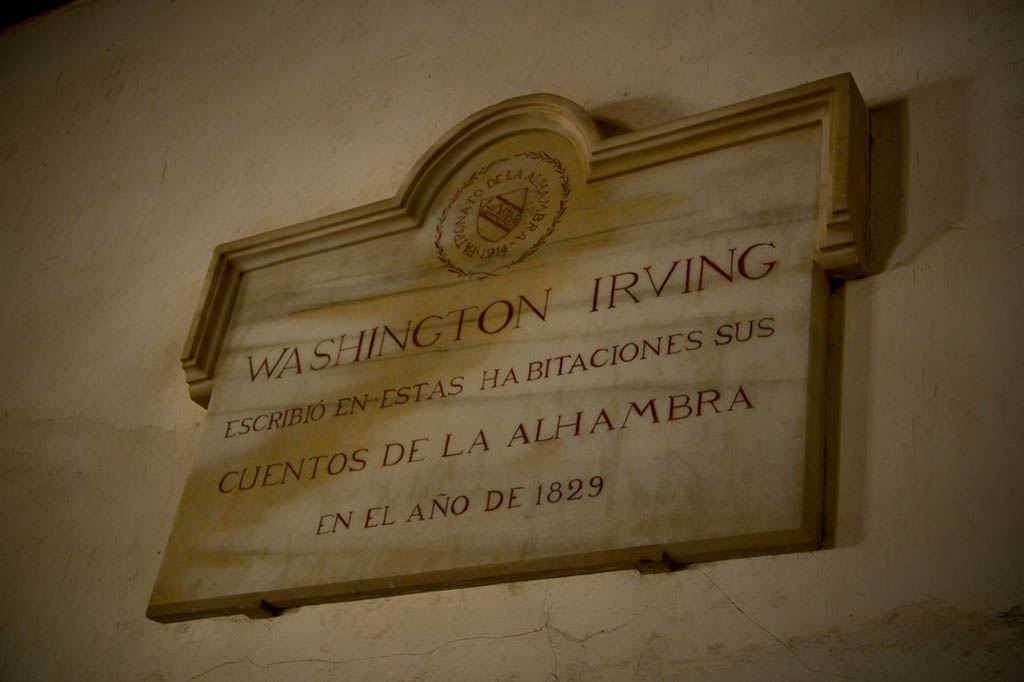 PATRONATO DE LA ALHAMBRA
·1914·
WASHINGTON IRVING
ESCRIBIÓ EN ESTAS HABITACIONES SUS
CUENTOS DE LA ALHAMBRA
EN EL AÑO DE 1829